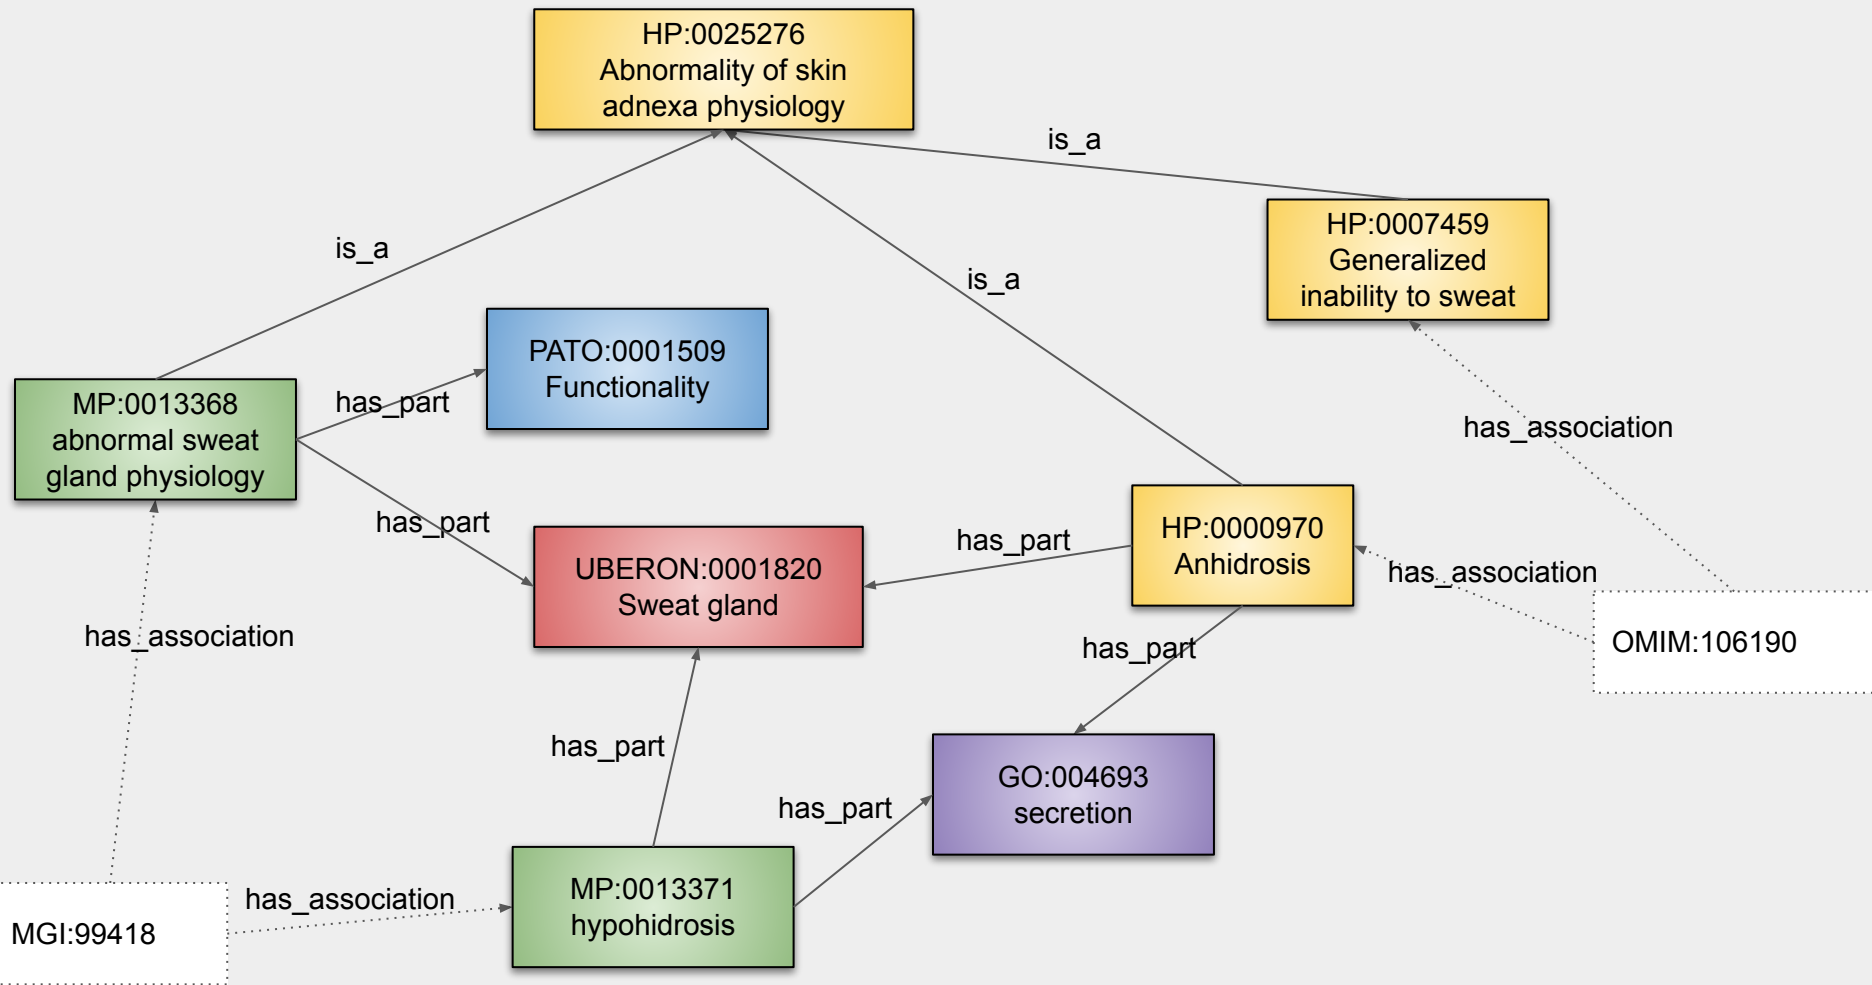 HP:0025276
Abnormality of skin
adnexa physiology
is_a
HP:0007459
Generalized
inability to sweat
is_a
is_a
PATO:0001509
Functionality
MP:0013368
abnormal sweat
gland physiology
has_part
has_association
has_part
HP:0000970
Anhidrosis
has_part
UBERON:0001820
Sweat gland
has_association
has_association
OMIM:106190
has_part
has_part
GO:004693
secretion
has_part
MP:0013371
hypohidrosis
has_association
MGI:99418